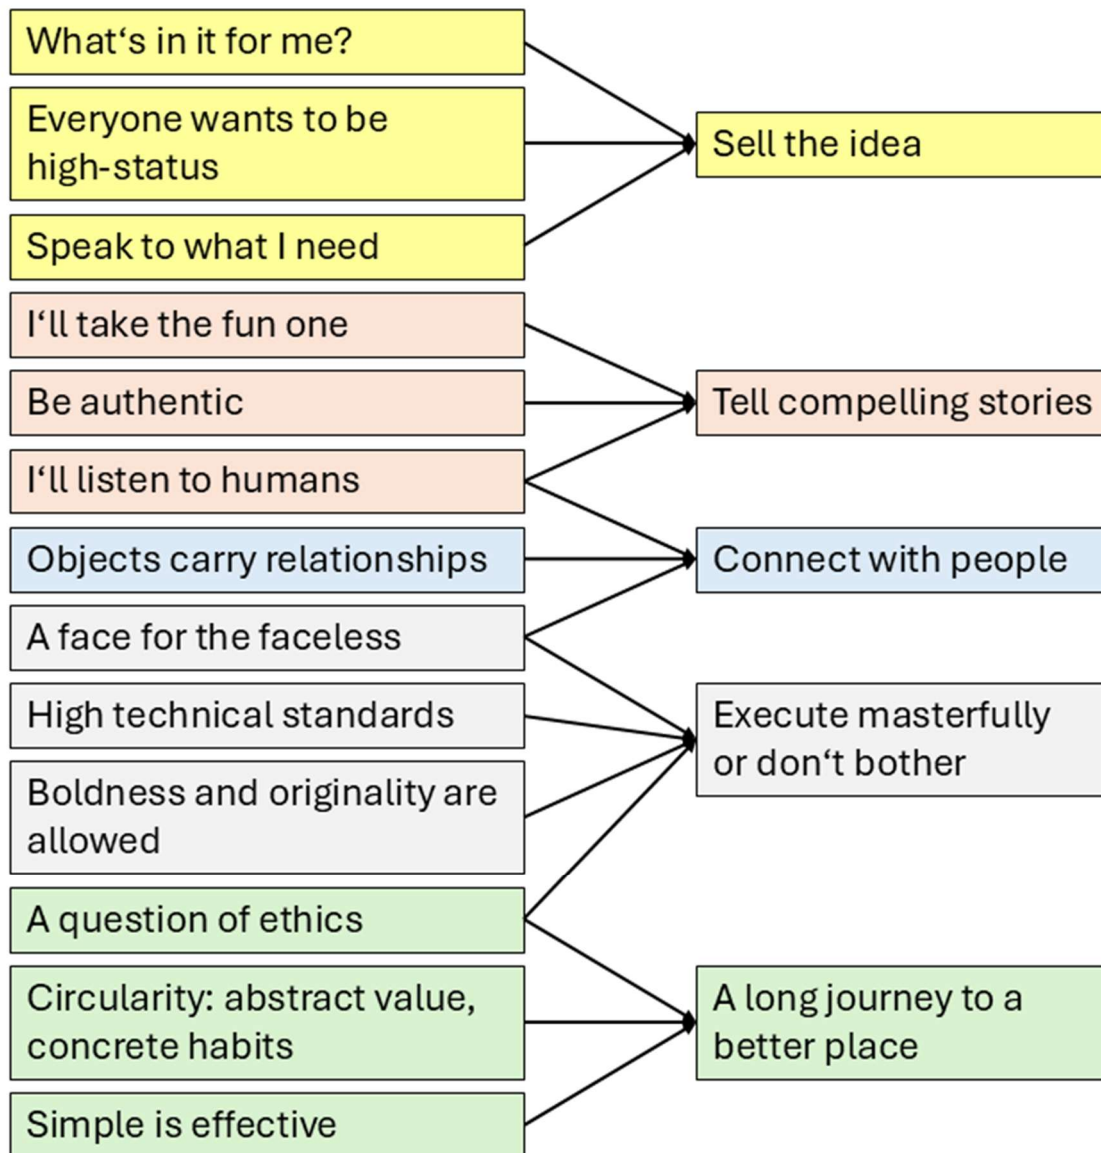 What‘s in it for me?
Everyone wants to be
high-status
Speak to what I need
Sell the idea
I‘ll take the fun one
Be authentic
I‘ll listen to humans
Tell compelling stories
Objects carry relationships
Connect with people
A face for the faceless
High technical standards
Boldness and originality are
allowed
Execute masterfully
or don‘t bother
A question of ethics
Circularity: abstract value,
concrete habits
Simple is effective
A long journey to a
better place